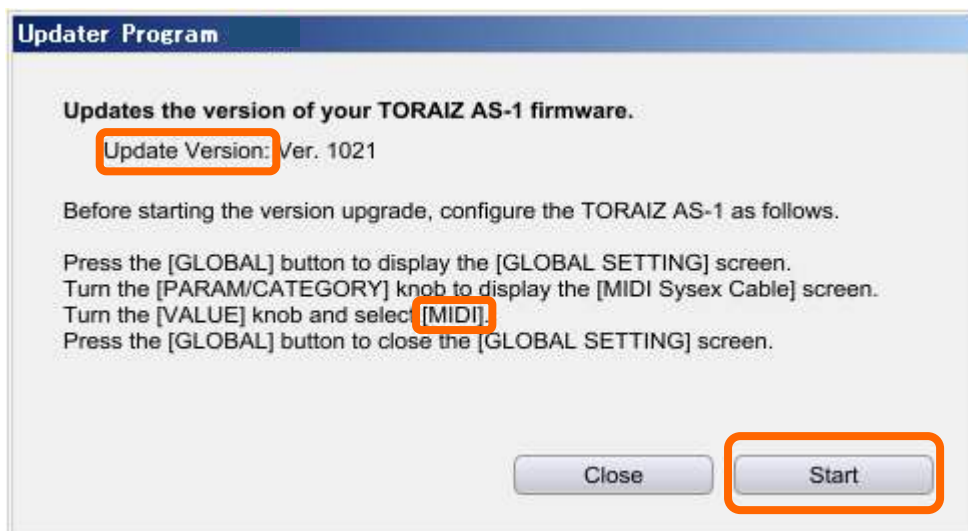 Updater Program
Updates the version of your TORAIZ AS-1 firmware.
Update Version: Ver. 1021
Before starting the version upgrade, configure the TORAIZ AS-1 as follows.
Press the [GLOBAL] button to display the [GLOBAL SETTING] screen.
Turn the [PARAM/CATEGORY] knob to display the [MIDI Sysex Cable] screen.
Turn the [VALUE] knob and select [MIDI].
Press the [GLOBAL] button to close the [GLOBAL SETTING] screen.
Close Start